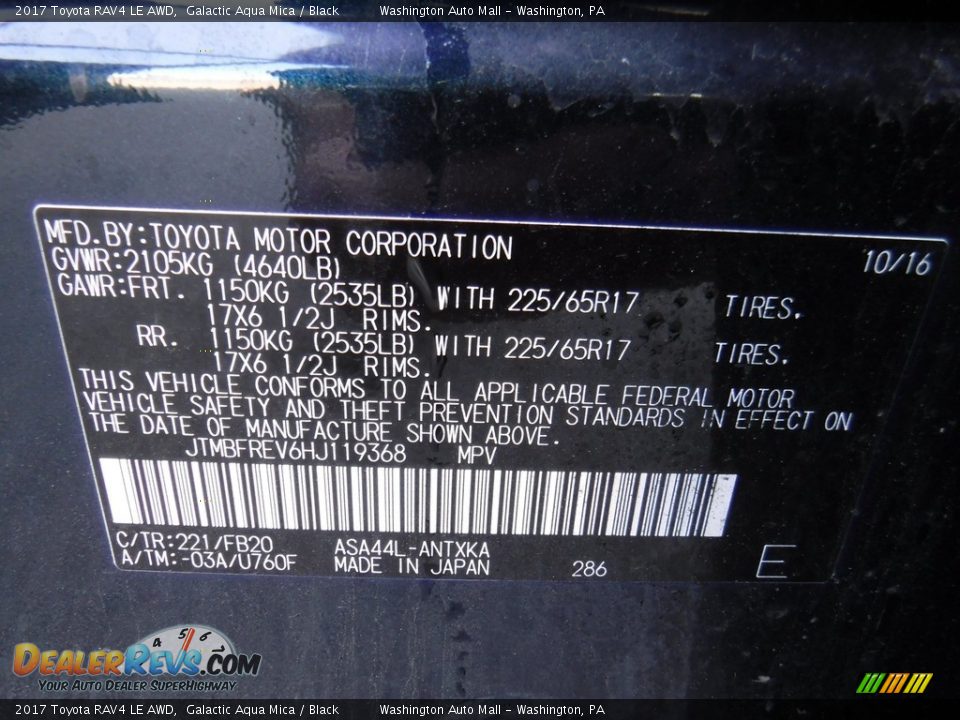 2017 Toyota RAV4 LE AWD, Galactic Aqua Mica / Black Washington Auto Mall - Washington, PA
MFD.BY:TOYOTA MOTOR CORPORATION 10/16
GVWR:2105KG (4640LB)
GAWR:FRT. 1150KG (2535LB) WITH 225/65R17 TIRES.
17X6 1/2J RIMS.
RR. 1150KG (2535LB) WITH 225/65R17 TIRES.
17X6 1/2J RIMS.
THIS VEHICLE CONFORMS TO ALL APPLICABLE FEDERAL MOTOR
VEHICLE SAFETY AND THEFT PREVENTION STANDARDS IN EFFECT ON
THE DATE OF MANUFACTURE SHOWN ABOVE.
JTMBFREV6HJ119368 MPV
C/TR:221/FB20 ASA44L-ANTXKA
A/TM:-03A/U760F MADE IN JAPAN 286 E
4 5 6 7
DEALERREVS.COM
YOUR AUTO DEALER SUPERHIGHWAY
2017 Toyota RAV4 LE AWD, Galactic Aqua Mica / Black Washington Auto Mall - Washington, PA